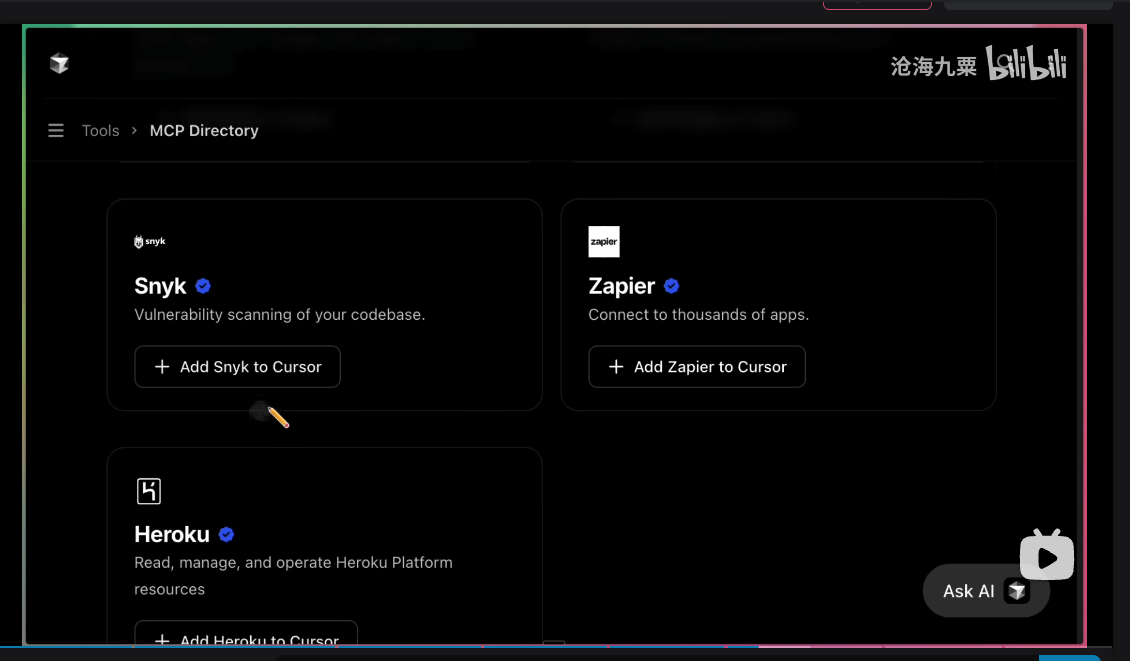 沧海九粟 bilibili
Tools > MCP Directory
snyk
Snyk
Vulnerability scanning of your codebase.
+ Add Snyk to Cursor
zapier
Zapier
Connect to thousands of apps.
+ Add Zapier to Cursor
Heroku
Read, manage, and operate Heroku Platform
resources
+ Add Heroku to Cursor
Ask AI